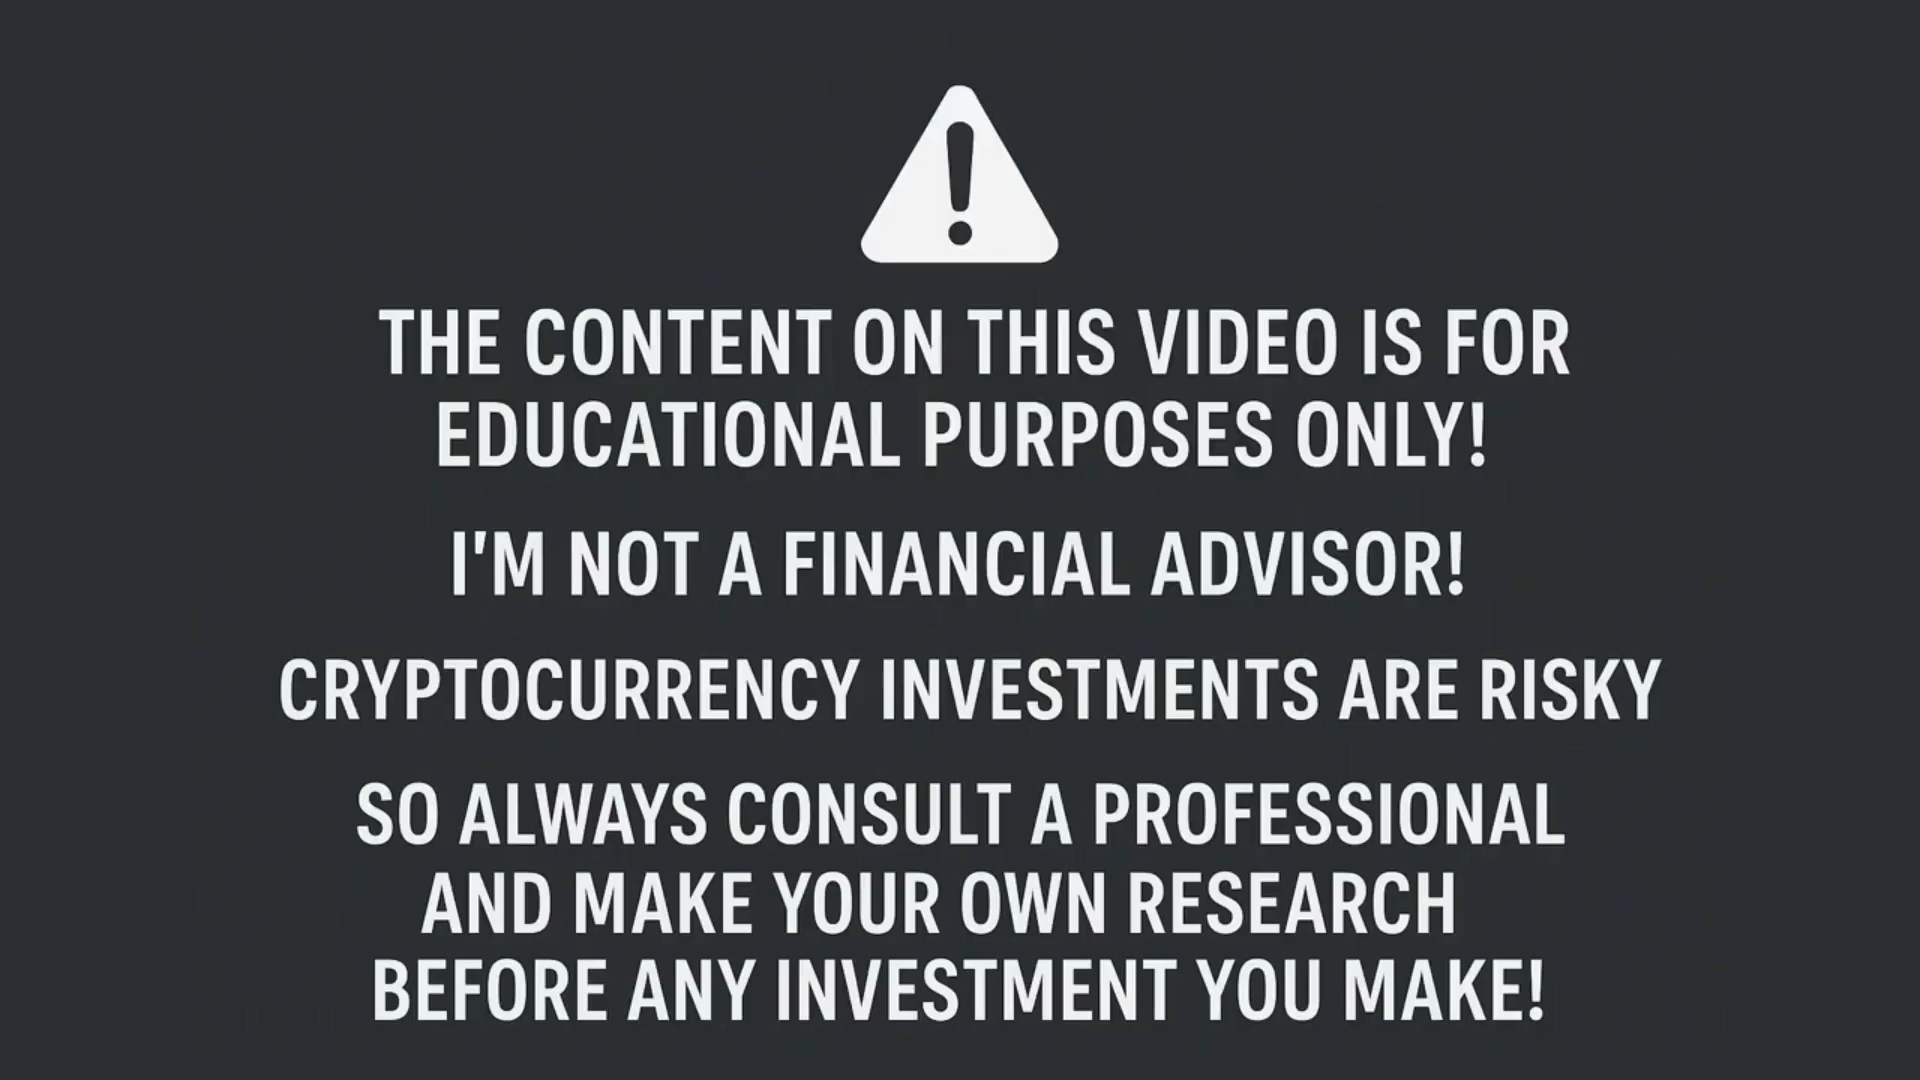 THE CONTENT ON THIS VIDEO IS FOR
EDUCATIONAL PURPOSES ONLY!
I'M NOT A FINANCIAL ADVISOR!
CRYPTOCURRENCY INVESTMENTS ARE RISKY
SO ALWAYS CONSULT A PROFESSIONAL
AND MAKE YOUR OWN RESEARCH
BEFORE ANY INVESTMENT YOU MAKE!